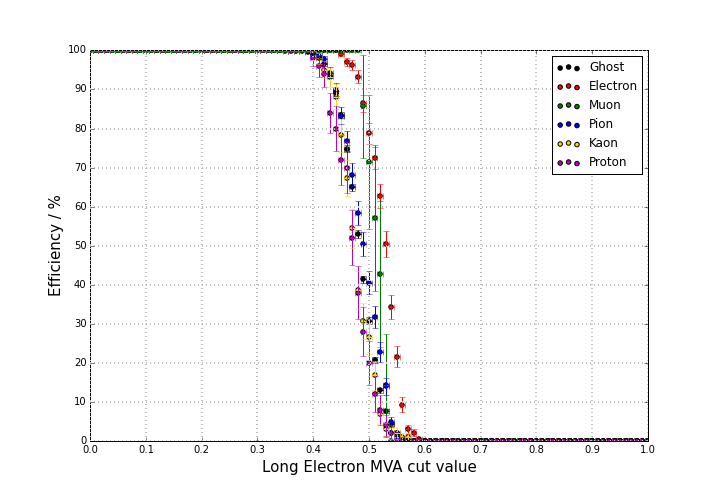 100
90
80
70
60
50
40
30
20
10
0
Efficiency / %
Ghost
Electron
Muon
Pion
Kaon
Proton
0.0 0.1 0.2 0.3 0.4 0.5 0.6 0.7 0.8 0.9 1.0
Long Electron MVA cut value